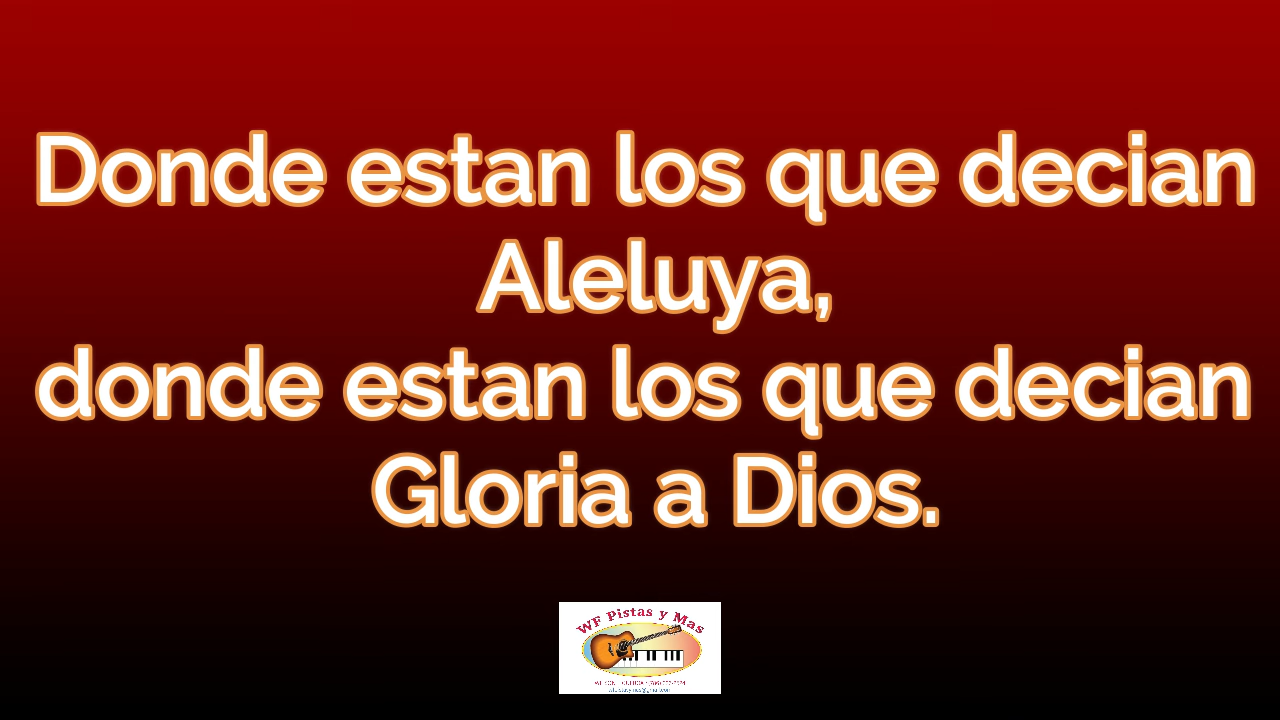 Donde estan los que decian
Aleluya,
donde estan los que decian
Gloria a Dios.
WF Pistas y Mas